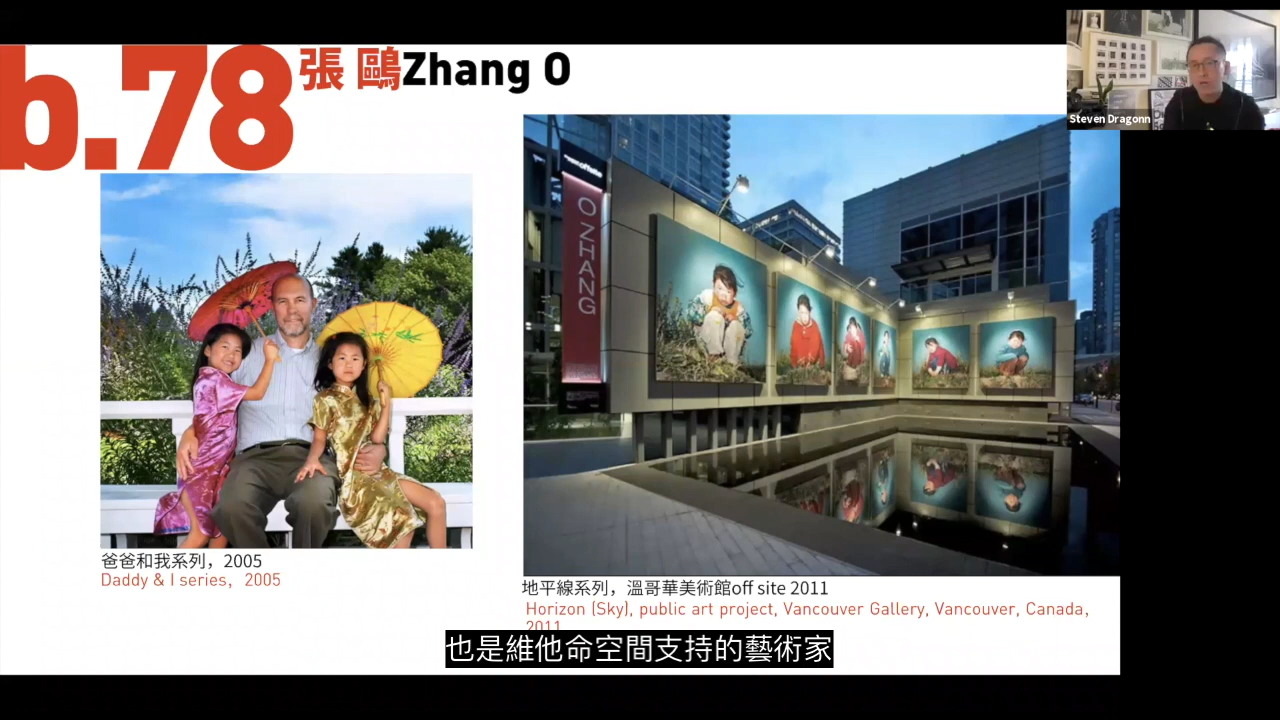 b.78
張 鷗Zhang O
Steven Dragonn
O ZHANG
爸爸和我系列，2005
Daddy & I series, 2005
地平線系列，溫哥華美術館off site 2011
Horizon (Sky), public art project, Vancouver Gallery, Vancouver, Canada,
2011
也是維他命空間支持的藝術家